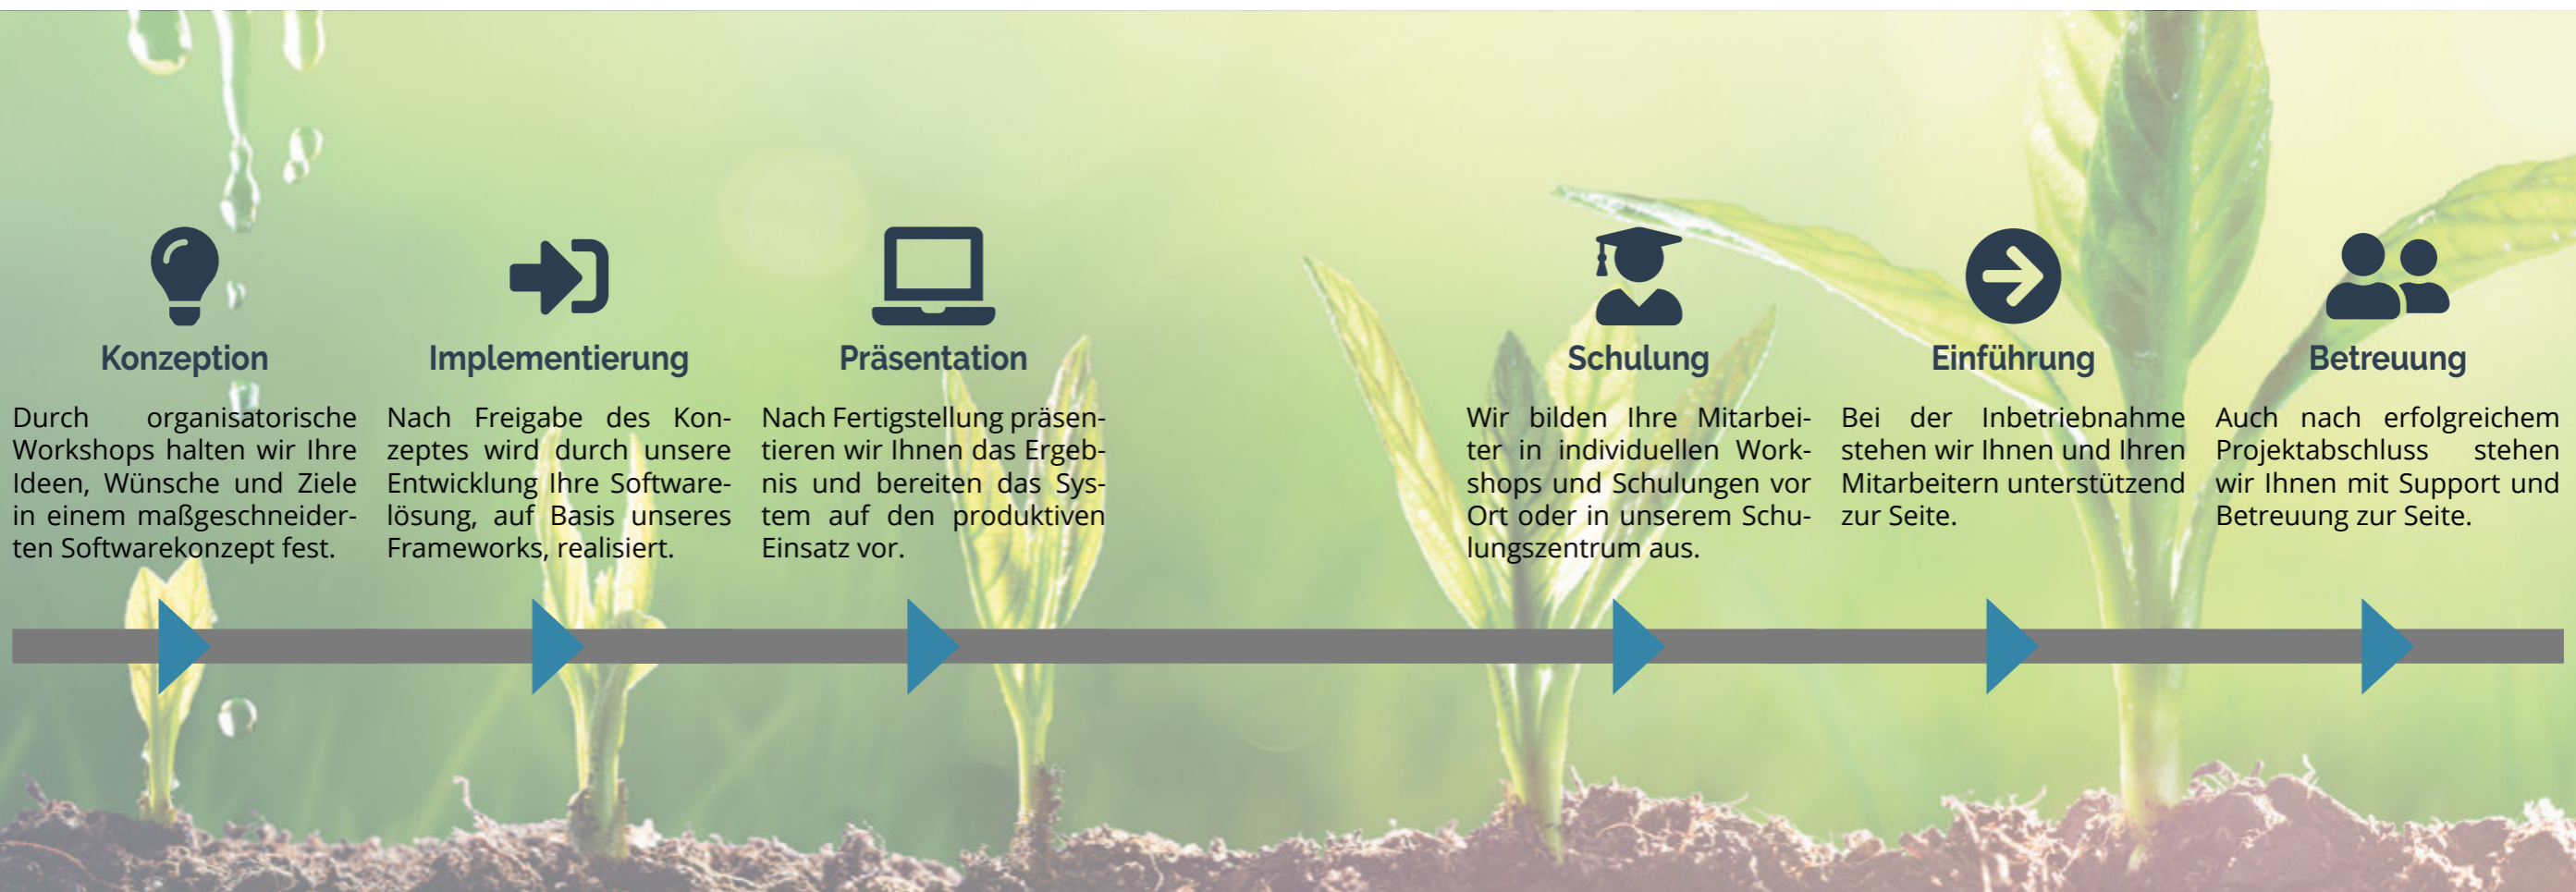 Konzeption
Durch organisatorische
Workshops halten wir Ihre
Ideen, Wünsche und Ziele
in einem maßgeschneider-
ten Softwarekonzept fest.
Implementierung
Nach Freigabe des Kon-
zeptes wird durch unsere
Entwicklung Ihre Software-
lösung, auf Basis unseres
Frameworks, realisiert.
Präsentation
Nach Fertigstellung präsen-
tieren wir Ihnen das Ergeb-
nis und bereiten das Sys-
tem auf den produktiven
Einsatz vor.
Schulung
Wir bilden Ihre Mitarbei-
ter in individuellen Work-
shops und Schulungen vor
Ort oder in unserem Schu-
lungszentrum aus.
Einführung
Bei der Inbetriebnahme
stehen wir Ihnen und Ihren
Mitarbeitern unterstützend
zur Seite.
Betreuung
Auch nach erfolgreichem
Projektabschluss stehen
wir Ihnen mit Support und
Betreuung zur Seite.